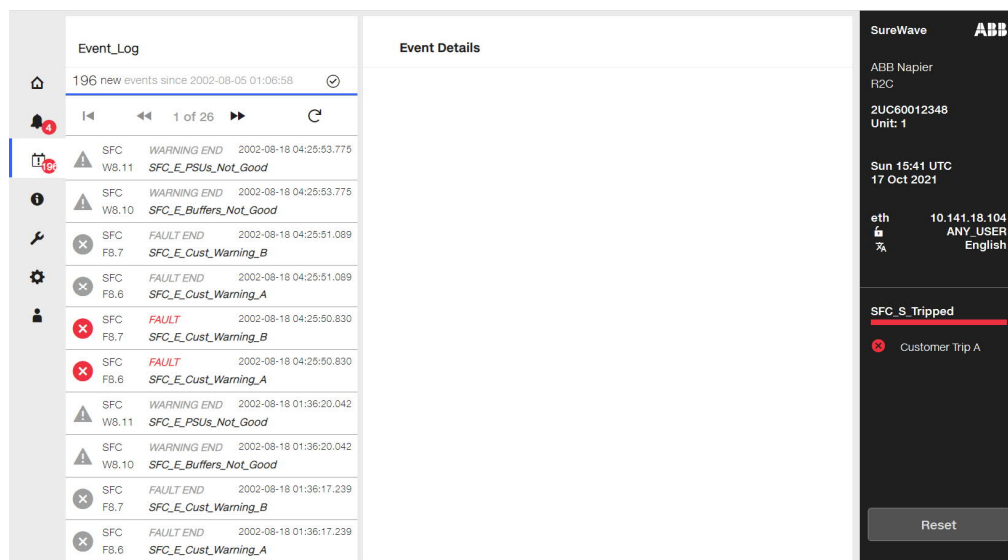 Event_Log
196 new events since 2002-08-05 01:06:58
1 of 26
4
196
SFC WARNING END 2002-08-18 04:25:53.775
W8.11 SFC_E_PSUs_Not_Good
SFC WARNING END 2002-08-18 04:25:53.775
W8.10 SFC_E_Buffers_Not_Good
SFC FAULT END 2002-08-18 04:25:51.089
F8.7 SFC_E_Cust_Warning_B
SFC FAULT END 2002-08-18 04:25:51.089
F8.6 SFC_E_Cust_Warning_A
SFC FAULT 2002-08-18 04:25:50.830
F8.7 SFC_E_Cust_Warning_B
SFC FAULT 2002-08-18 04:25:50.830
F8.6 SFC_E_Cust_Warning_A
SFC WARNING END 2002-08-18 01:36:20.042
W8.11 SFC_E_PSUs_Not_Good
SFC WARNING END 2002-08-18 01:36:20.042
W8.10 SFC_E_Buffers_Not_Good
SFC FAULT END 2002-08-18 01:36:17.239
F8.7 SFC_E_Cust_Warning_B
SFC FAULT END 2002-08-18 01:36:17.239
F8.6 SFC_E_Cust_Warning_A
Event Details
SureWave ABB
ABB Napier
R2C
2UC60012348
Unit: 1
Sun 15:41 UTC
17 Oct 2021
eth 10.141.18.104
ANY_USER
English
SFC_S_Tripped
Customer Trip A
Reset